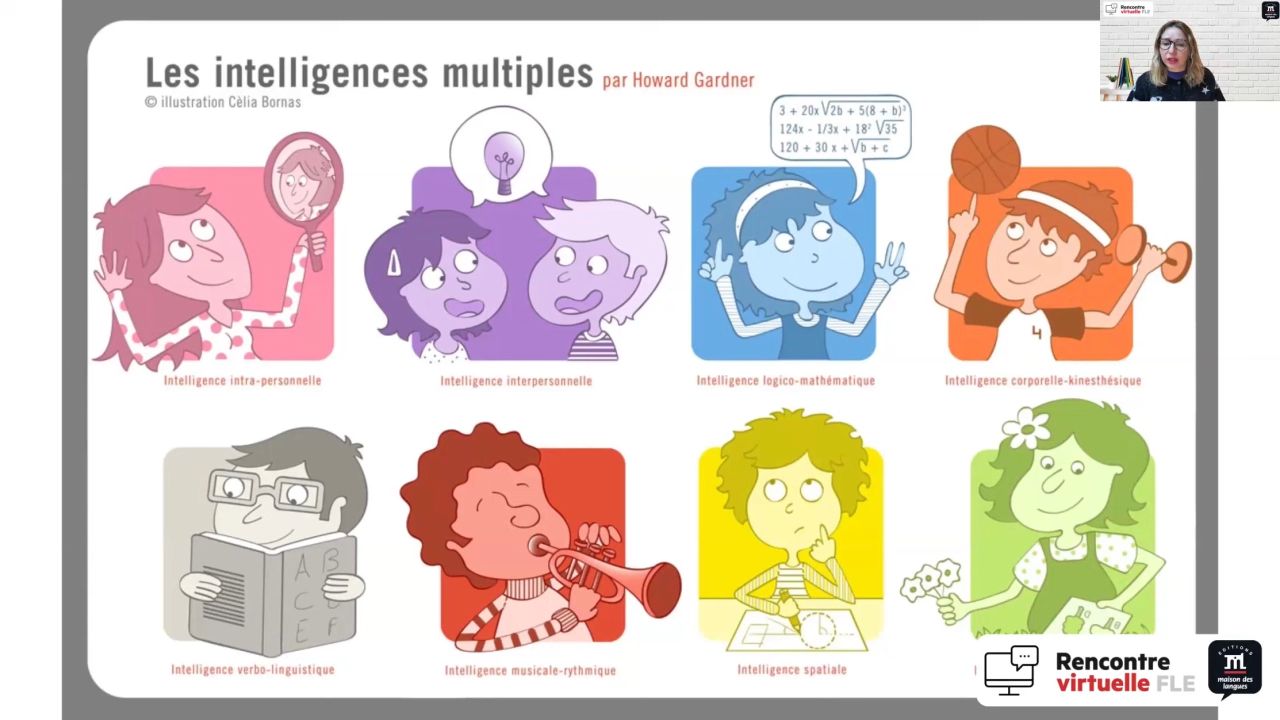 Les intelligences multiples par Howard Gardner
© illustration Cèlia Bornas
3 + 20x √2b + 5(8 + b)³
124x - 1/3x + 18² √35
120 + 30 x + √b + c
4
Intelligence intra-personnelle
Intelligence interpersonnelle
Intelligence logico-mathématique
Intelligence corporelle-kinesthésique
A B
C
E F
Intelligence verbo-linguistique
Intelligence musicale-rythmique
Intelligence spatiale
Rencontre
virtuelle FLE
EDITIONS
maison des
langues
Rencontre
virtuelle FLE